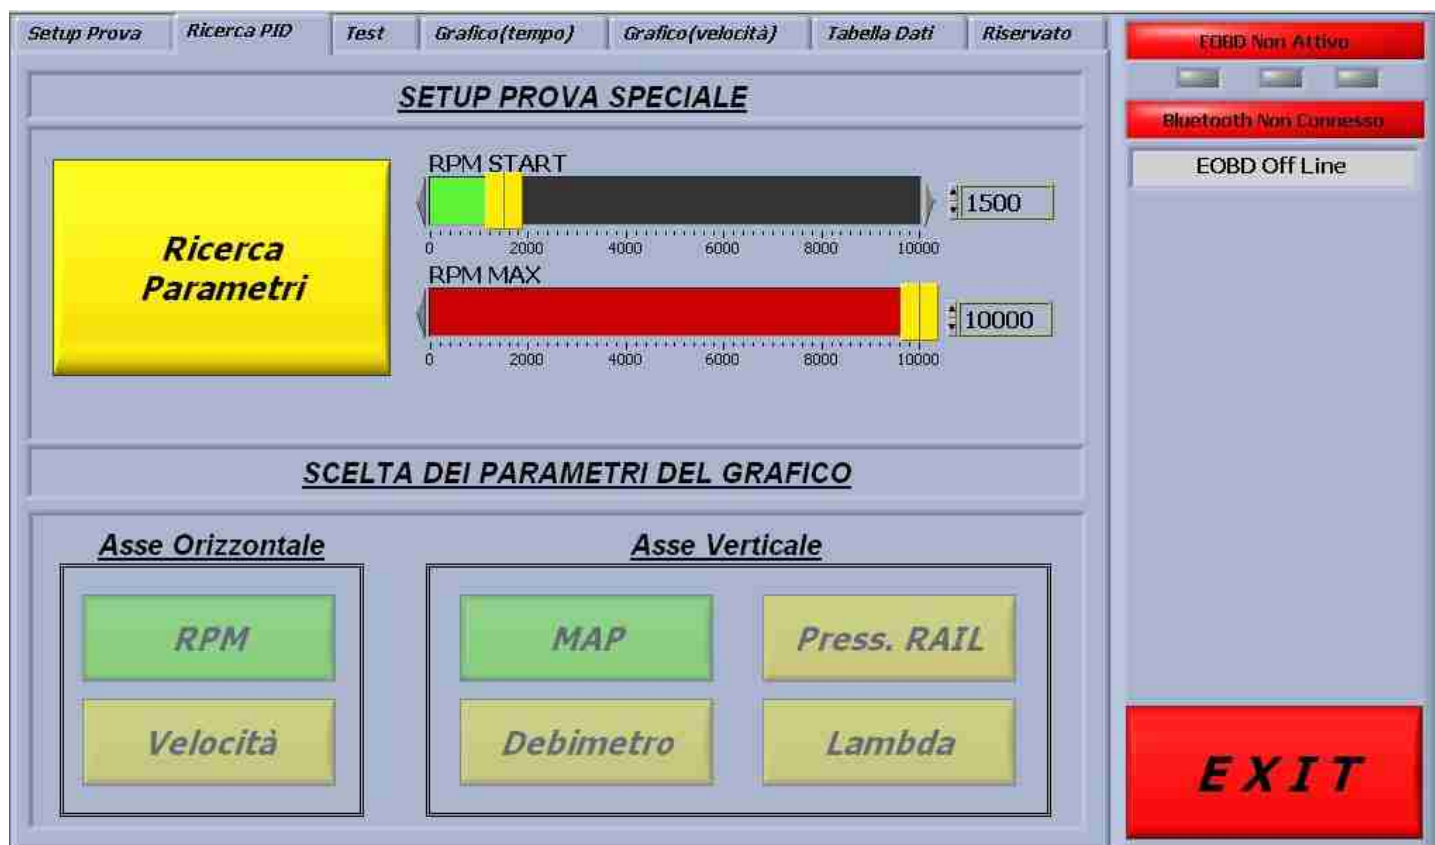 Setup Prova
Ricerca PID
Test
Grafico(tempo)
Grafico(velocità)
Tabella Dati
Riservato
EOBD Non Attivo
Bluetooth Non Connesso
EOBD Off Line
SETUP PROVA SPECIALE
Ricerca
Parametri
RPM START
1500
0 2000 4000 6000 8000 10000
RPM MAX
10000
0 2000 4000 6000 8000 10000
SCELTA DEI PARAMETRI DEL GRAFICO
Asse Orizzontale
RPM
Velocità
Asse Verticale
MAP
Press. RAIL
Debimetro
Lambda
EXIT